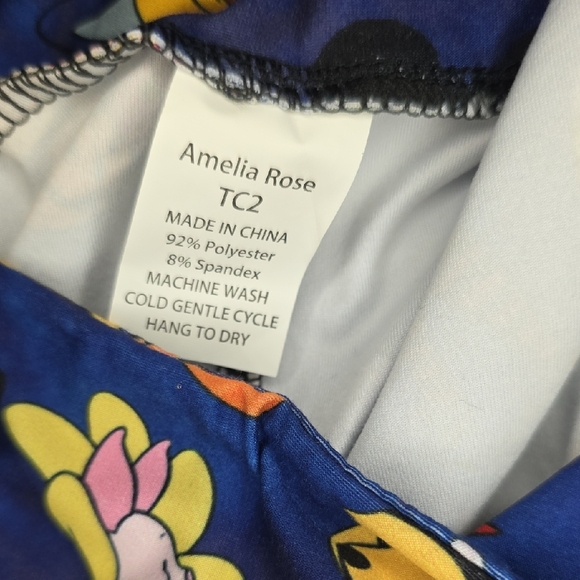 Amelia Rose
TC2
MADE IN CHINA
92% Polyester
8% Spandex
MACHINE WASH
COLD GENTLE CYCLE
HANG TO DRY